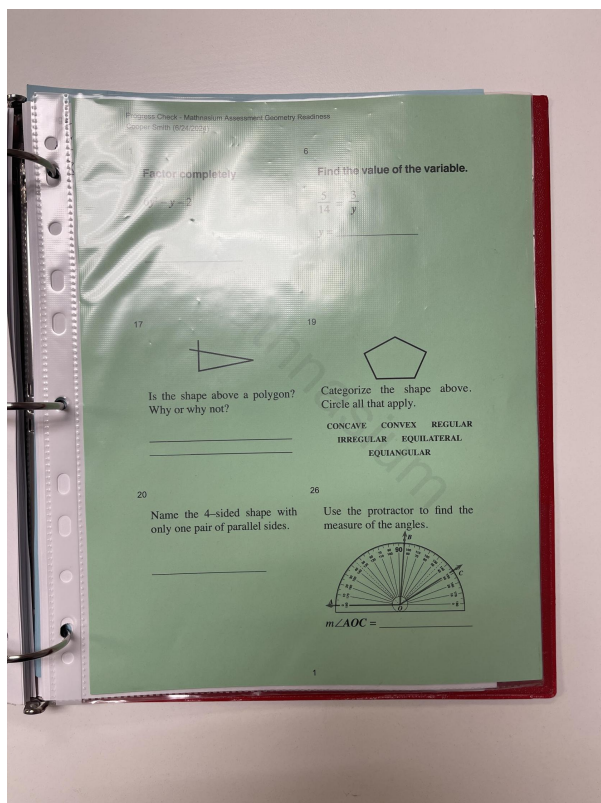 Progress Check - Mathnasium Assessment Geometry Readiness
Cooper Smith
1
Factor completely.
6
Find the value of the variable.
5/14 = 3/y
y =
17
Is the shape above a polygon?
Why or why not?
19
Categorize the shape above.
Circle all that apply.
CONCAVE CONVEX REGULAR
IRREGULAR EQUILATERAL
EQUIANGULAR
20
Name the 4–sided shape with
only one pair of parallel sides.
26
Use the protractor to find the
measure of the angles.
B
90
C
A
O
m∠AOC =
1